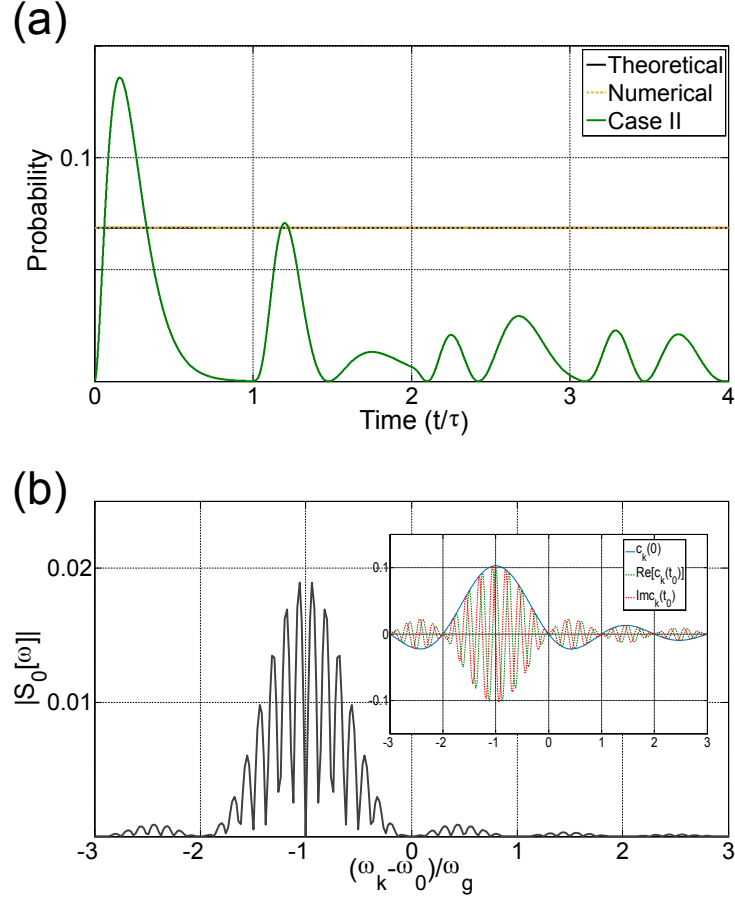 (a)
Probability
0.1
Theoretical
Numerical
Case II
0 1 2 3 4
Time (t/τ)
(b)
|S₀[ω]|
0.02
0.01
0.1
0
-0.1
c_k(0)
Re[c_k(t₀)]
Imc_k(t₀)
-3 -2 -1 0 1 2 3
-3 -2 -1 0 1 2 3
(ω_k-ω₀)/ω_g